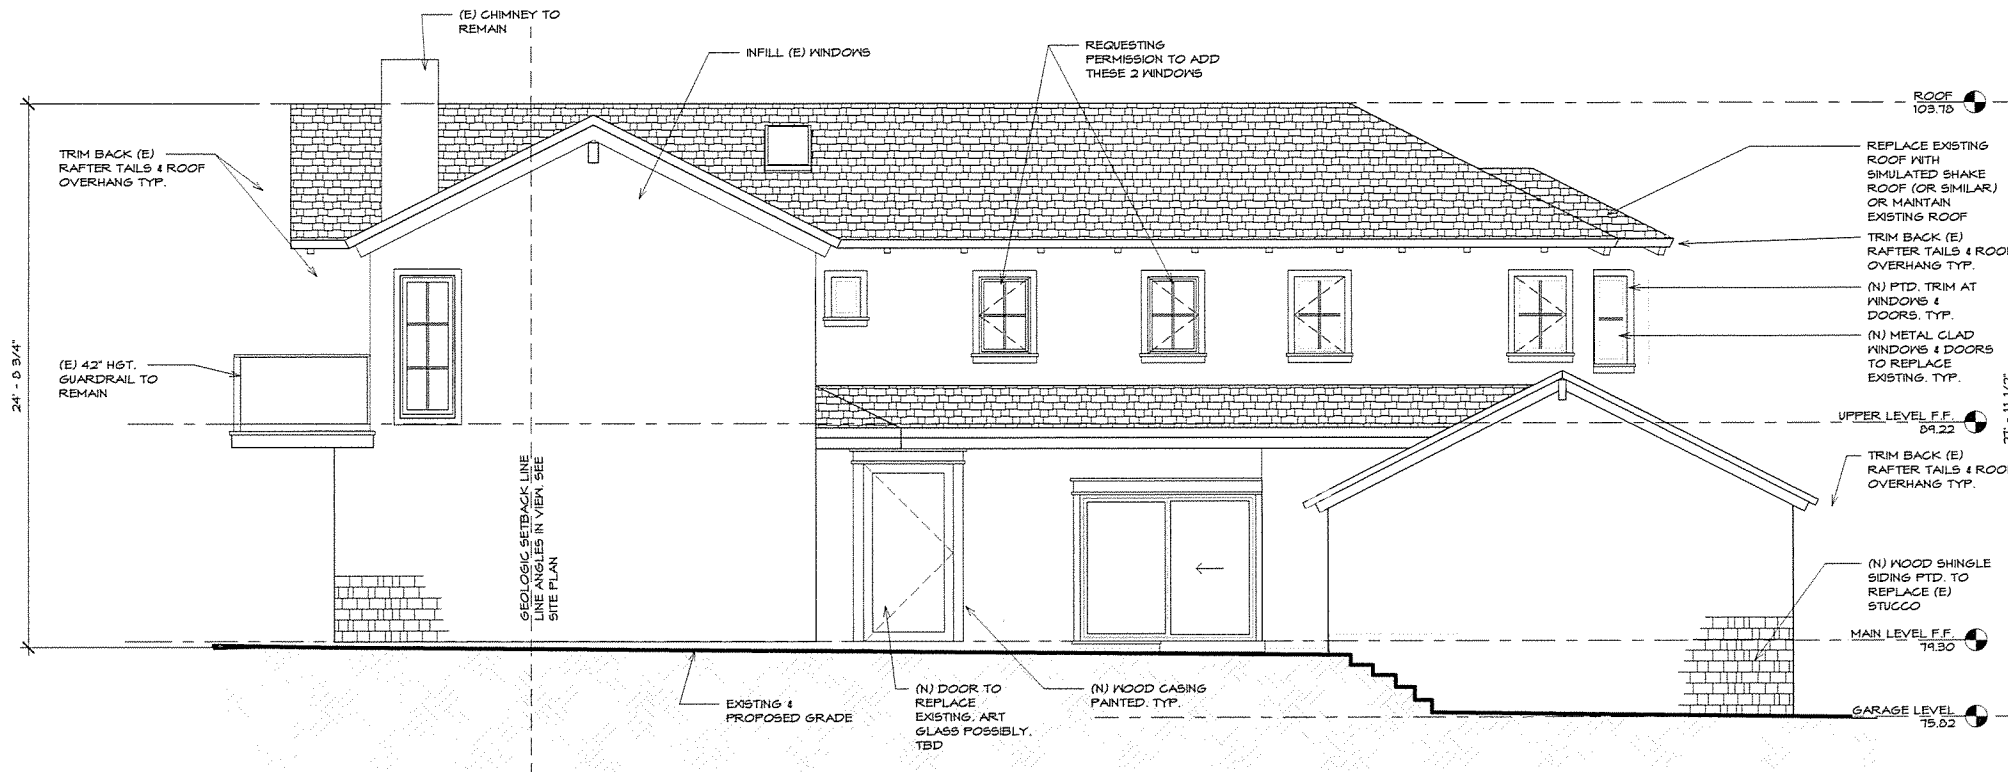 (E) CHIMNEY TO
REMAIN
INFILL (E) WINDOWS
REQUESTING
PERMISSION TO ADD
THESE 2 WINDOWS
ROOF
103.78
TRIM BACK (E)
RAFTER TAILS & ROOF
OVERHANG TYP.
REPLACE EXISTING
ROOF WITH
SIMULATED SHAKE
ROOF (OR SIMILAR)
OR MAINTAIN
EXISTING ROOF
TRIM BACK (E)
RAFTER TAILS & ROOF
OVERHANG TYP.
(N) PTD. TRIM AT
WINDOWS &
DOORS, TYP.
(N) METAL CLAD
WINDOWS & DOORS
TO REPLACE
EXISTING. TYP.
24' - 8 3/4"
(E) 42" HGT.
GUARDRAIL TO
REMAIN
UPPER LEVEL F.F.
89.22
27' - 11 1/2"
TRIM BACK (E)
RAFTER TAILS & ROOF
OVERHANG TYP.
GEOLOGIC SETBACK LINE
LINE ANGLES IN VIEW. SEE
SITE PLAN
(N) WOOD SHINGLE
SIDING PTD. TO
REPLACE (E)
STUCCO
MAIN LEVEL F.F.
79.30
EXISTING &
PROPOSED GRADE
(N) DOOR TO
REPLACE
EXISTING. ART
GLASS POSSIBLY.
TBD
(N) WOOD CASING
PAINTED. TYP.
GARAGE LEVEL
75.82